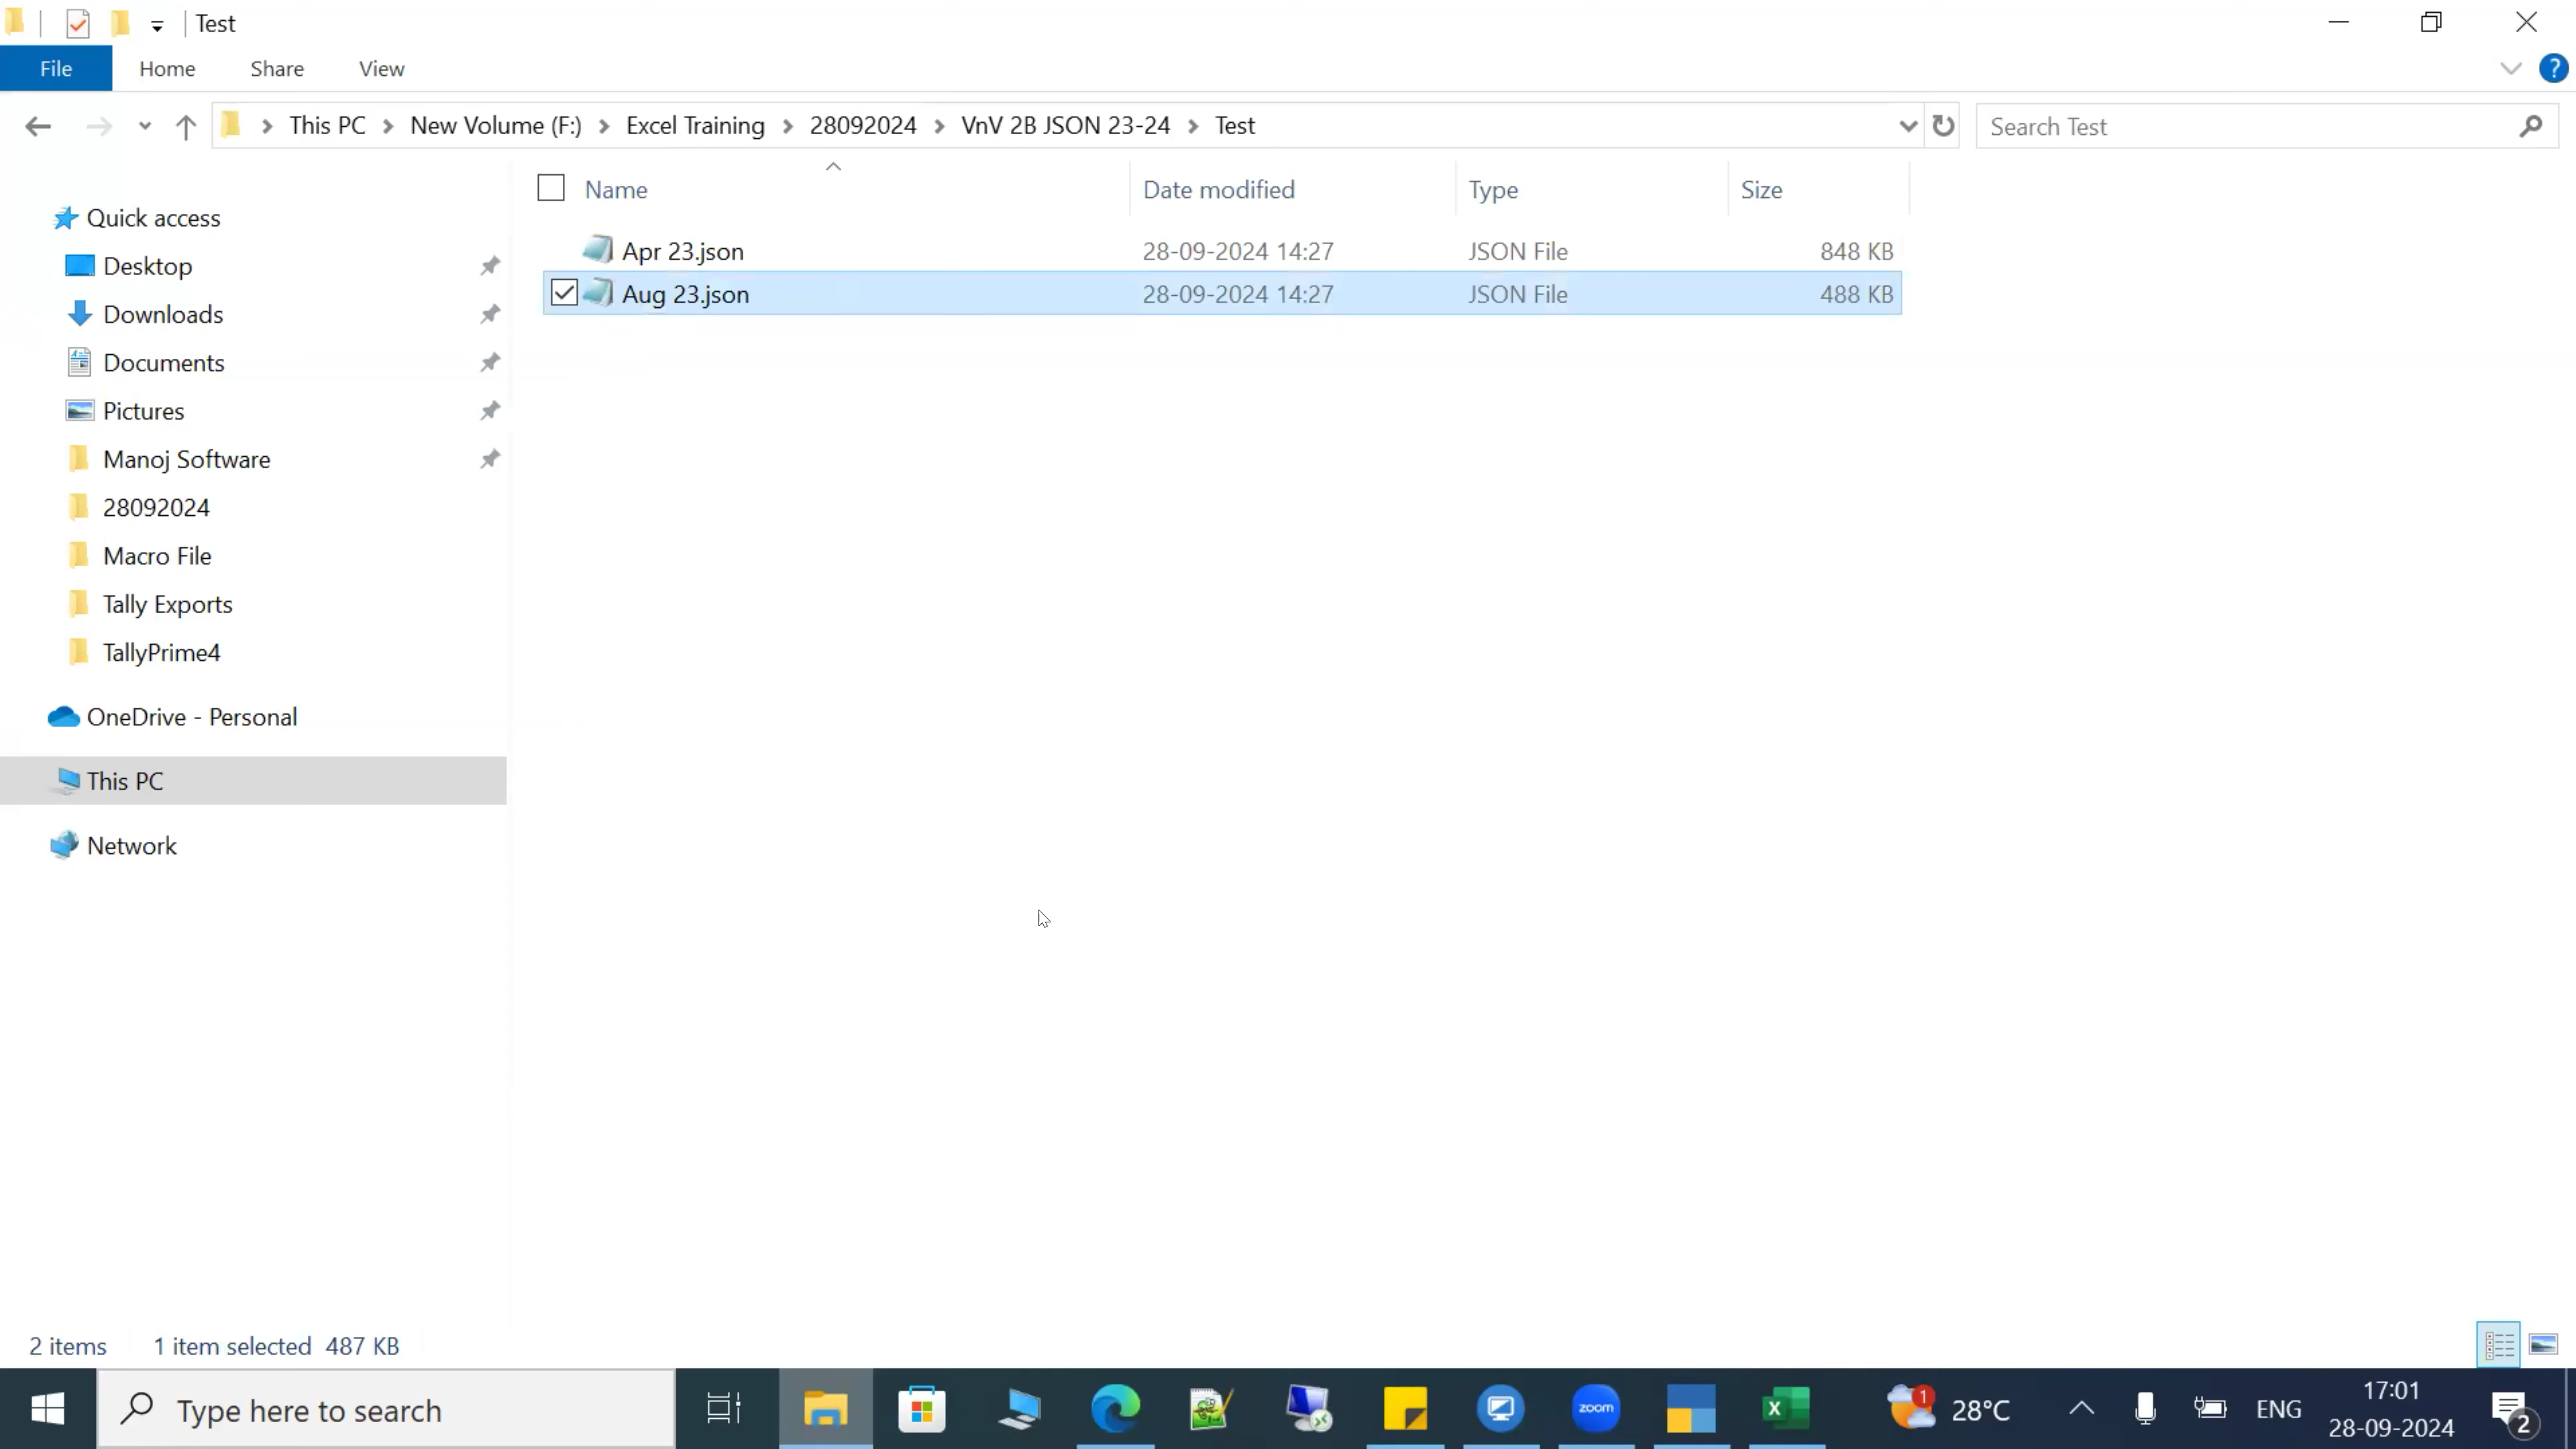 Test
File Home Share View
This PC New Volume (F:) Excel Training 28092024 VnV 2B JSON 23-24 Test
Search Test
Name Date modified Type Size
Apr 23.json 28-09-2024 14:27 JSON File 848 KB
Aug 23.json 28-09-2024 14:27 JSON File 488 KB
Quick access
Desktop
Downloads
Documents
Pictures
Manoj Software
28092024
Macro File
Tally Exports
TallyPrime4
OneDrive - Personal
This PC
Network
2 items 1 item selected 487 KB
Type here to search
zoom
1
28°C
ENG
17:01
28-09-2024
2